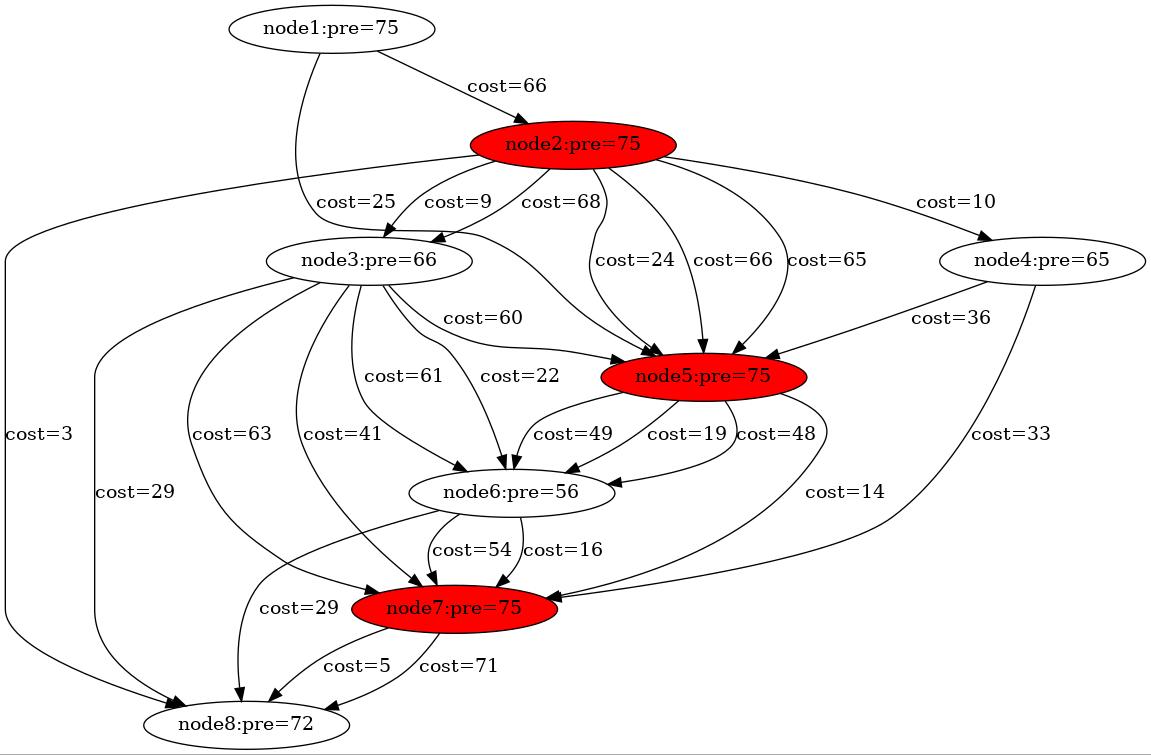 node1:pre=75
cost=66
node2:pre=75
cost=25
cost=9
cost=68
cost=10
node3:pre=66
cost=24
cost=66
cost=65
node4:pre=65
cost=60
cost=36
cost=61
cost=22
node5:pre=75
cost=3
cost=63
cost=41
cost=49
cost=19
cost=48
cost=33
cost=29
node6:pre=56
cost=14
cost=54
cost=16
cost=29
node7:pre=75
cost=5
cost=71
node8:pre=72